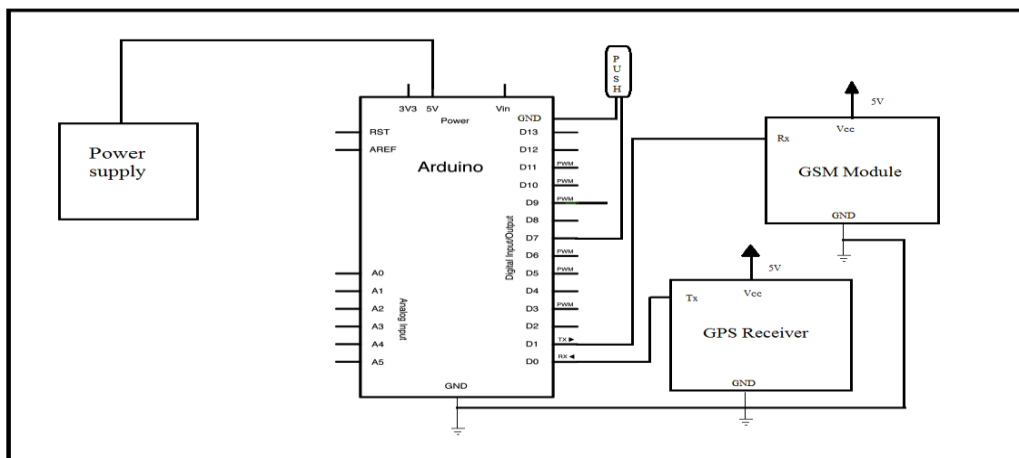 Power
supply
3V3 5V Vin
Power
GND
RST
AREF
Arduino
A0
A1
A2
A3
A4
A5
Analog Input
Digital Input/Output
D13
D12
D11 PWM
D10 PWM
D9 PWM
D8
D7
D6 PWM
D5 PWM
D4
D3 PWM
D2
D1 TX
D0 RX
GND
P
U
S
H
5V
Vcc
Rx
GSM Module
GND
5V
Vcc
Tx
GPS Receiver
GND